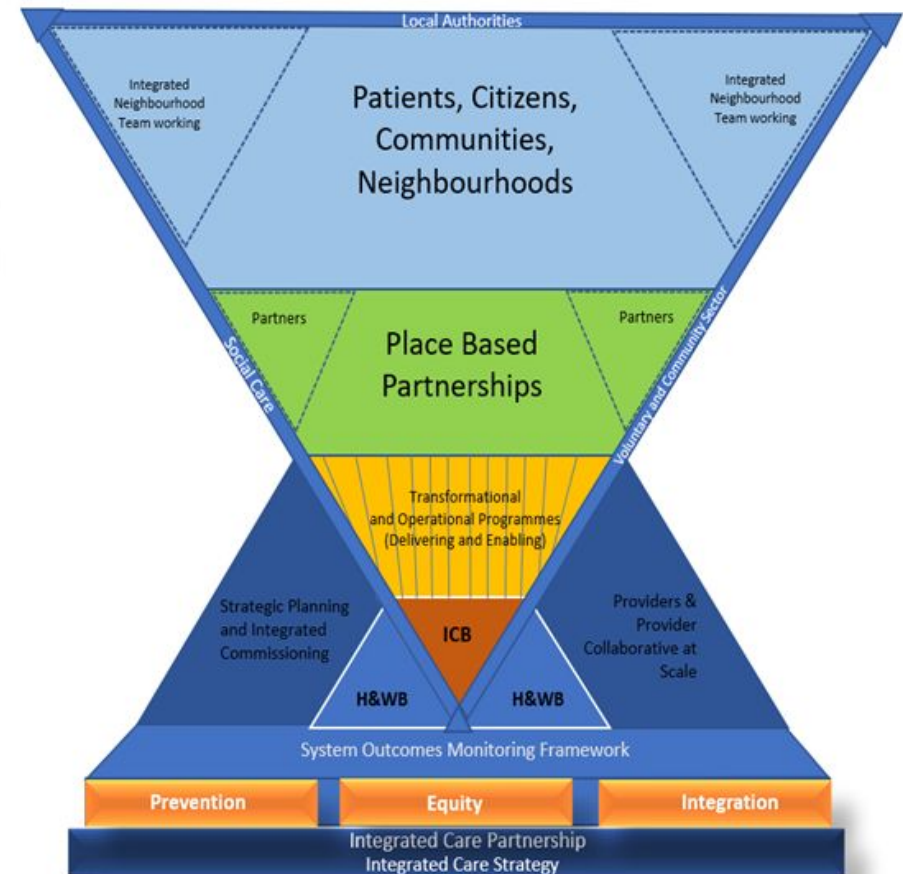 Local Authorities
Integrated
Neighbourhood
Team working
Patients, Citizens,
Communities,
Neighbourhoods
Integrated
Neighbourhood
Team working
Partners
Place Based
Partnerships
Partners
Social Care
Voluntary and Community Sector
Transformational
and Operational Programmes
(Delivering and Enabling)
Strategic Planning
and Integrated
Commissioning
ICB
Providers &
Provider
Collaborative at
Scale
H&WB
H&WB
System Outcomes Monitoring Framework
Prevention
Equity
Integration
Integrated Care Partnership
Integrated Care Strategy